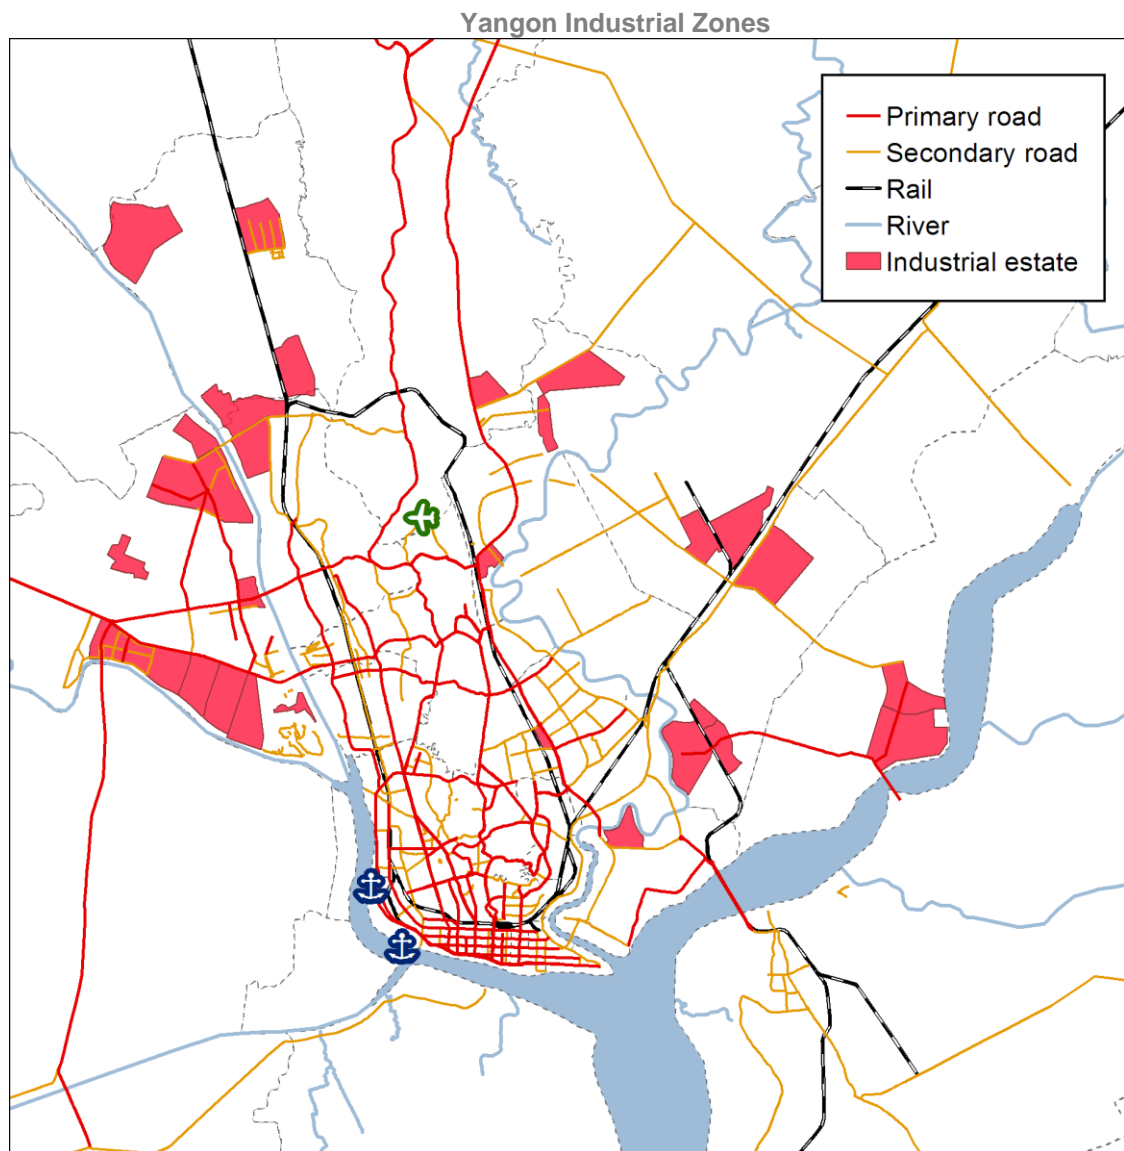 Yangon Industrial Zones
Primary road
Secondary road
Rail
River
Industrial estate